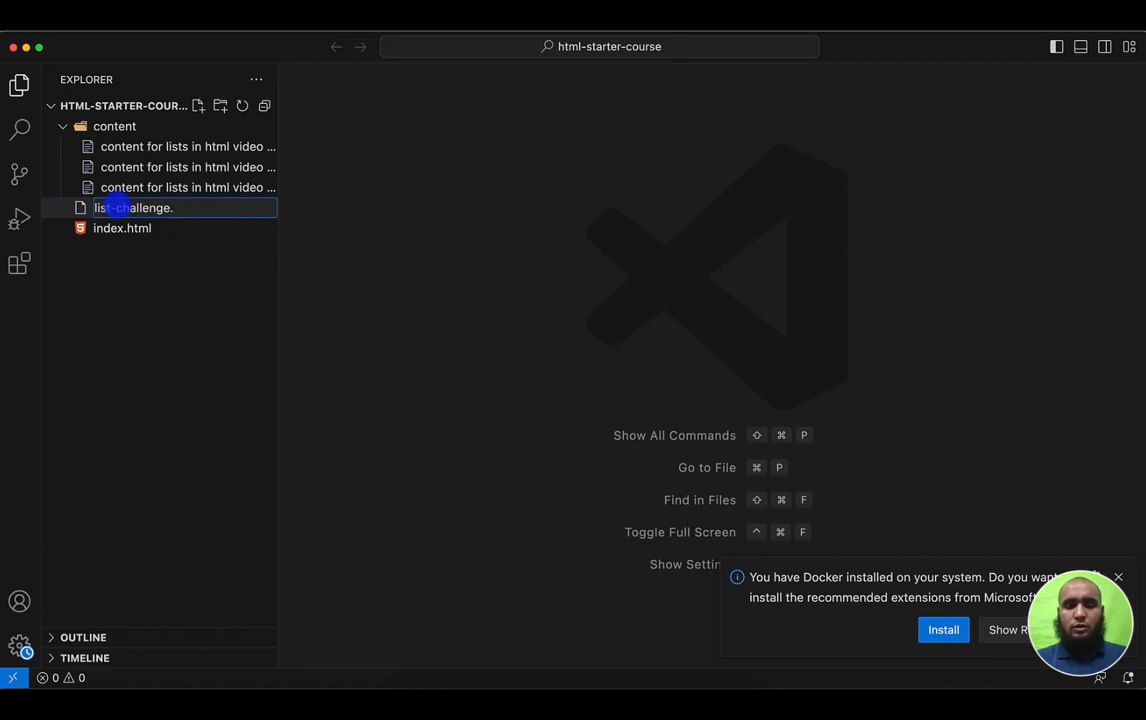 html-starter-course
EXPLORER
HTML-STARTER-COUR...
content
content for lists in html video ...
content for lists in html video ...
content for lists in html video ...
list-challenge.
index.html
Show All Commands ⇧ ⌘ P
Go to File ⌘ P
Find in Files ⇧ ⌘ F
Toggle Full Screen ^ ⌘ F
Show
You have Docker installed on your system. Do you want
install the recommended extensions from
Install Show
OUTLINE
TIMELINE
0 0